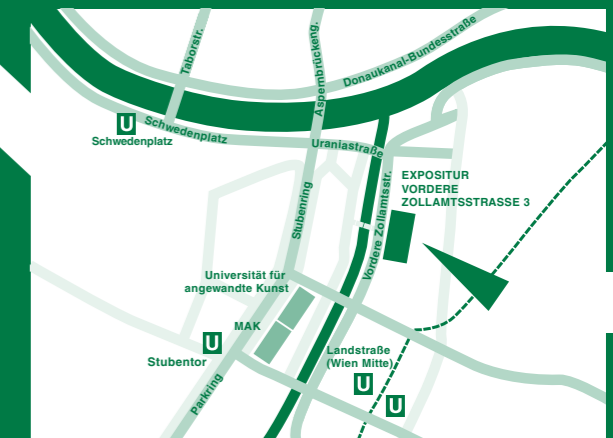 Taborstr.
Aspernbrückeng.
Donaukanal-Bundesstraße
U
Schwedenplatz
Schwedenplatz
Uraniastraße
EXPOSITUR
VORDERE
ZOLLAMTSSTRASSE 3
Stubenring
Vordere Zollamtsstr.
Universität für
angewandte Kunst
MAK
U
Stubentor
Landstraße
(Wien Mitte)
U
U
Parkring